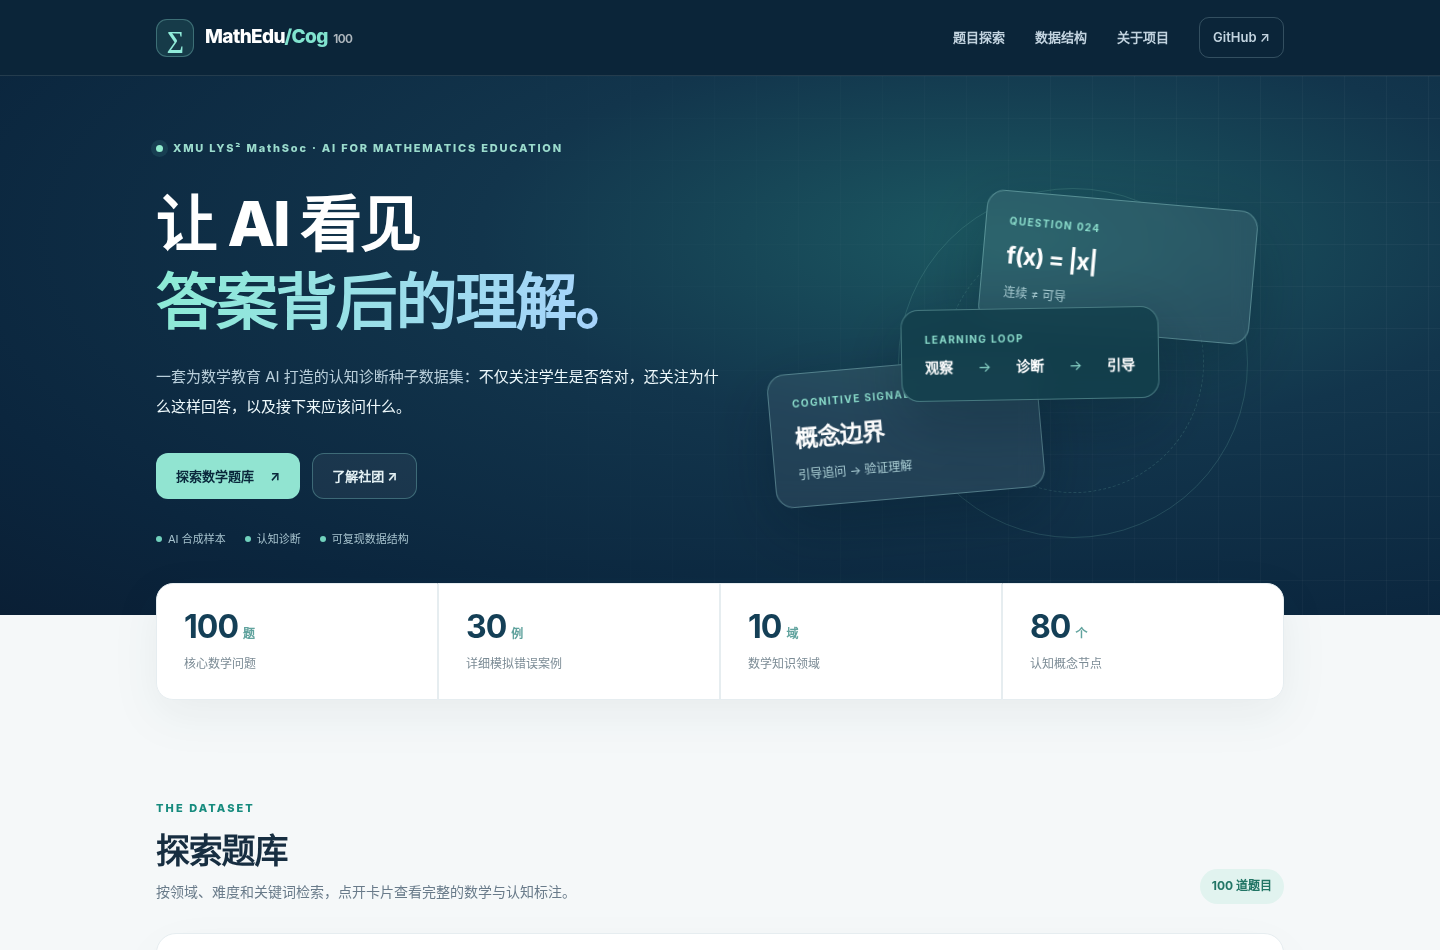 ∑ MathEdu/Cog 100
题目探索 数据结构 关于项目 GitHub ↗
XMU LYS² MathSoc · AI FOR MATHEMATICS EDUCATION
让 AI 看见
答案背后的理解。
一套为数学教育 AI 打造的认知诊断种子数据集：不仅关注学生是否答对，还关注为什
么这样回答，以及接下来应该问什么。
探索数学题库 ↗ 了解社团 ↗
AI 合成样本 认知诊断 可复现数据结构
QUESTION 024
f(x) = |x|
连续 ≠ 可导
LEARNING LOOP
观察 → 诊断 → 引导
COGNITIVE SIGNAL
概念边界
引导追问 → 验证理解
100 题
核心数学问题
30 例
详细模拟错误案例
10 域
数学知识领域
80 个
认知概念节点
THE DATASET
探索题库
按领域、难度和关键词检索，点开卡片查看完整的数学与认知标注。
100 道题目